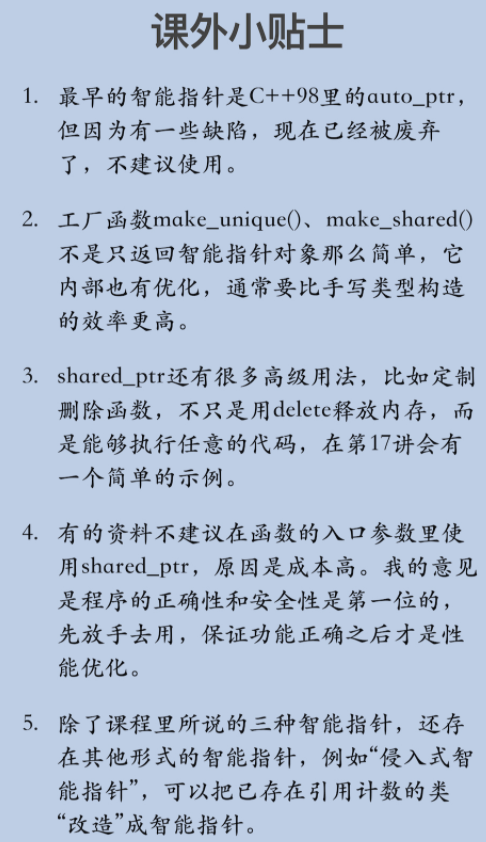 课外小贴士
1. 最早的智能指针是C++98里的auto_ptr，
但因为有一些缺陷，现在已经被废弃
了，不建议使用。
2. 工厂函数make_unique()、make_shared()
不是只返回智能指针对象那么简单，它
内部也有优化，通常要比手写类型构造
的效率更高。
3. shared_ptr还有很多高级用法，比如定制
删除函数，不只是用delete释放内存，而
是能够执行任意的代码，在第17讲会有
一个简单的示例。
4. 有的资料不建议在函数的入口参数里使
用shared_ptr，原因是成本高。我的意见
是程序的正确性和安全性是第一位的，
先放手去用，保证功能正确之后才是性
能优化。
5. 除了课程里所说的三种智能指针，还存
在其他形式的智能指针，例如“侵入式智
能指针”，可以把已存在引用计数的类
“改造”成智能指针。